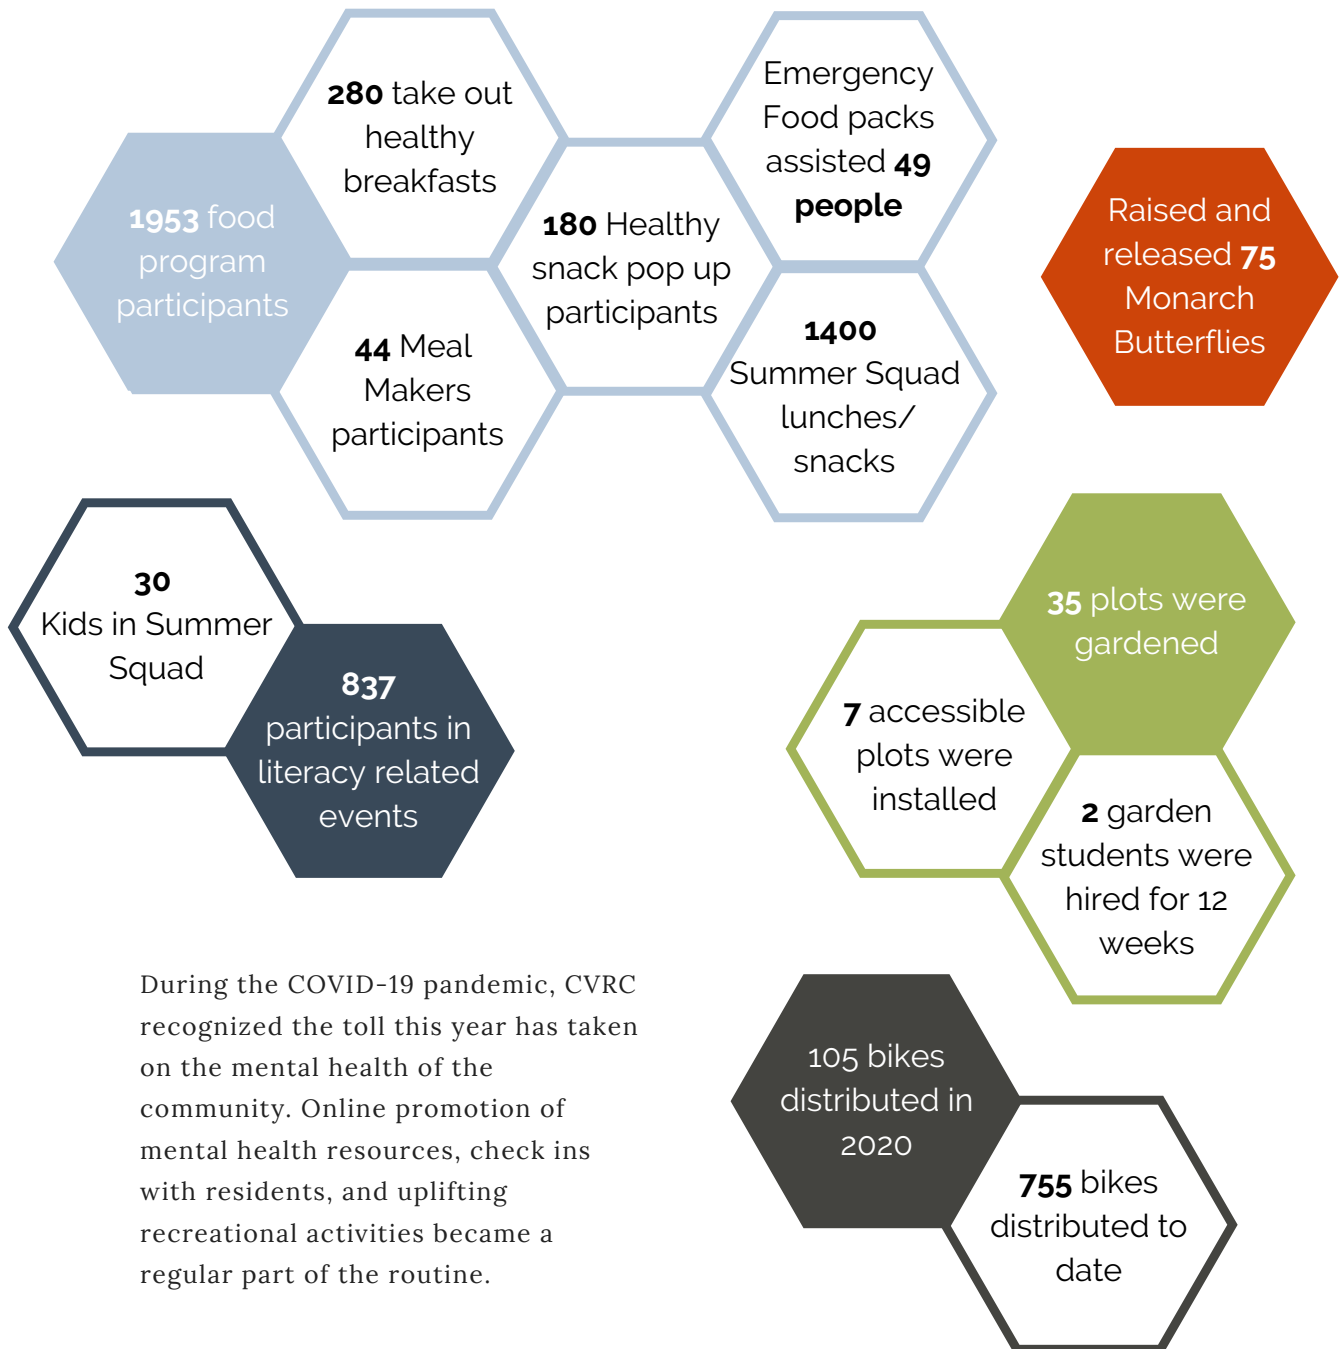 280 take out
healthy
breakfasts
Emergency
Food packs
assisted 49
people
1953 food
program
participants
180 Healthy
snack pop up
participants
Raised and
released 75
Monarch
Butterflies
44 Meal
Makers
participants
1400
Summer Squad
lunches/
snacks
30
Kids in Summer
Squad
837
participants in
literacy related
events
35 plots were
gardened
7 accessible
plots were
installed
2 garden
students were
hired for 12
weeks
During the COVID-19 pandemic, CVRC
recognized the toll this year has taken
on the mental health of the
community. Online promotion of
mental health resources, check ins
with residents, and uplifting
recreational activities became a
regular part of the routine.
105 bikes
distributed in
2020
755 bikes
distributed to
date